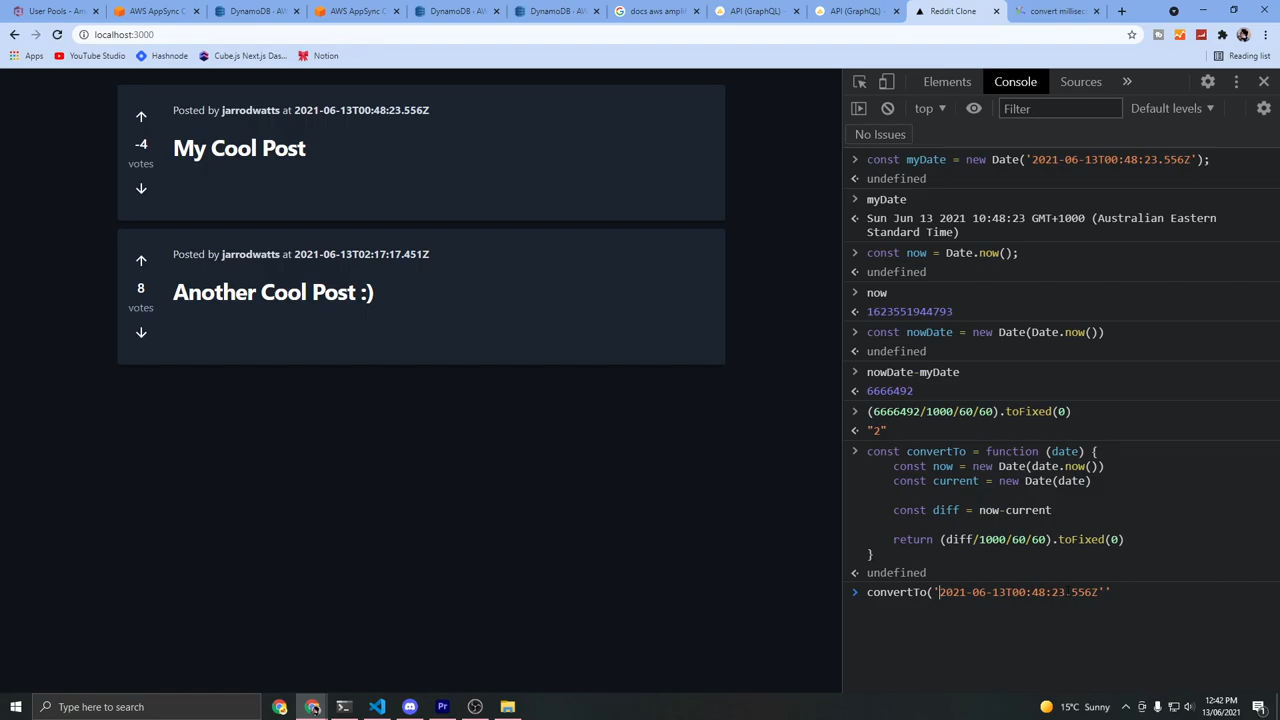 User Pools - Ama
AWS AppSync C
DynamoDB - AW
AWS AppSync C
DynamoDB - AW
DynamoDB - AW
docs aws amplif
API (GraphQL) -
API (GraphQL) -
Reddit Clone
convert millisec
localhost:3000
Apps
YouTube Studio
Hashnode
Cube.js Next.js Das...
Notion
Reading list
Posted by jarrodwatts at 2021-06-13T00:48:23.556Z
-4
votes
My Cool Post
Posted by jarrodwatts at 2021-06-13T02:17:17.451Z
8
votes
Another Cool Post :)
Elements
Console
Sources
top
Filter
Default levels
No Issues
const myDate = new Date('2021-06-13T00:48:23.556Z');
undefined
myDate
Sun Jun 13 2021 10:48:23 GMT+1000 (Australian Eastern
Standard Time)
const now = Date.now();
undefined
now
1623551944793
const nowDate = new Date(Date.now())
undefined
nowDate-myDate
6666492
(6666492/1000/60/60).toFixed(0)
"2"
const convertTo = function (date) {
const now = new Date(date.now())
const current = new Date(date)
const diff = now-current
return (diff/1000/60/60).toFixed(0)
}
undefined
convertTo('2021-06-13T00:48:23.556Z''
Type here to search
15°C Sunny
12:42 PM
13/06/2021